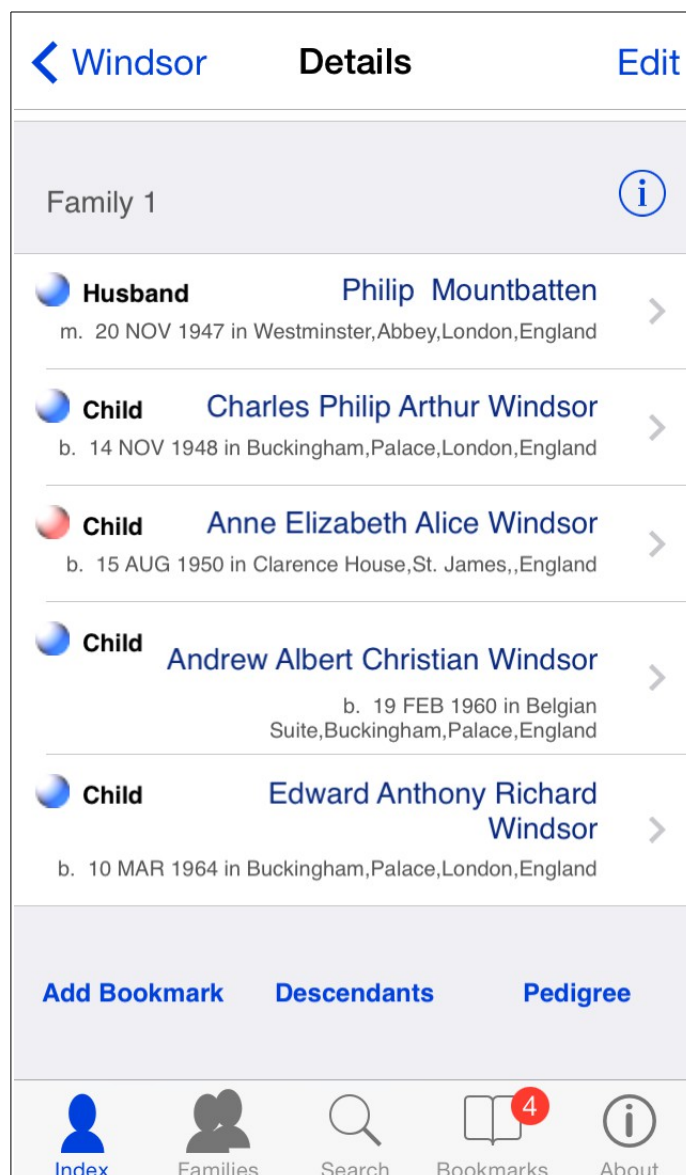 Windsor Details Edit
Family 1
Husband Philip Mountbatten
m. 20 NOV 1947 in Westminster,Abbey,London,England
Child Charles Philip Arthur Windsor
b. 14 NOV 1948 in Buckingham,Palace,London,England
Child Anne Elizabeth Alice Windsor
b. 15 AUG 1950 in Clarence House,St. James,,England
Child Andrew Albert Christian Windsor
b. 19 FEB 1960 in Belgian
Suite,Buckingham,Palace,England
Child Edward Anthony Richard
Windsor
b. 10 MAR 1964 in Buckingham,Palace,London,England
Add Bookmark Descendants Pedigree
4
Index Families Search Bookmarks About